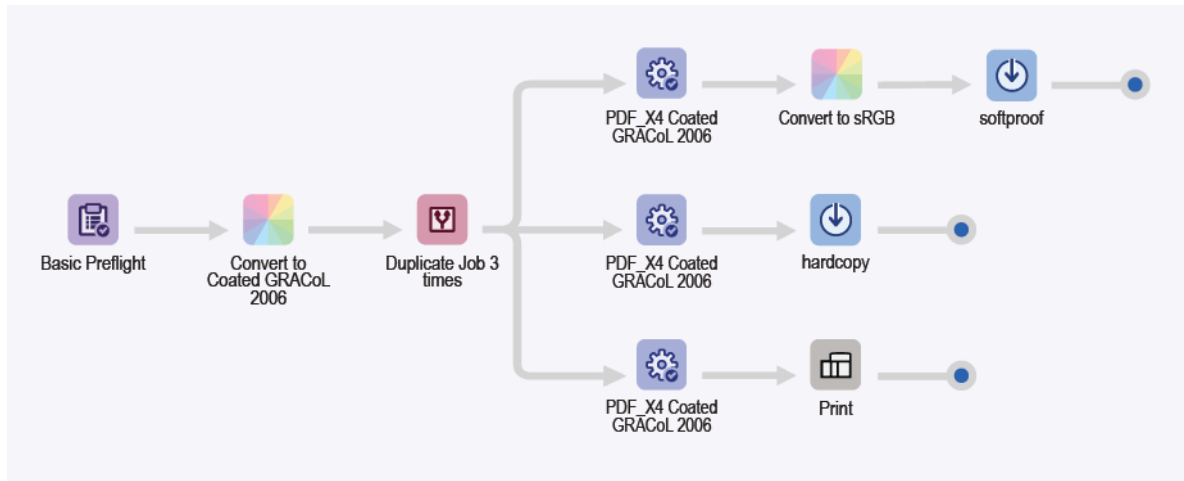 PDF_X4 Coated
GRACoL 2006
Convert to sRGB
softproof
Basic Preflight
Convert to
Coated GRACoL
2006
Duplicate Job 3
times
PDF_X4 Coated
GRACoL 2006
hardcopy
PDF_X4 Coated
GRACoL 2006
Print